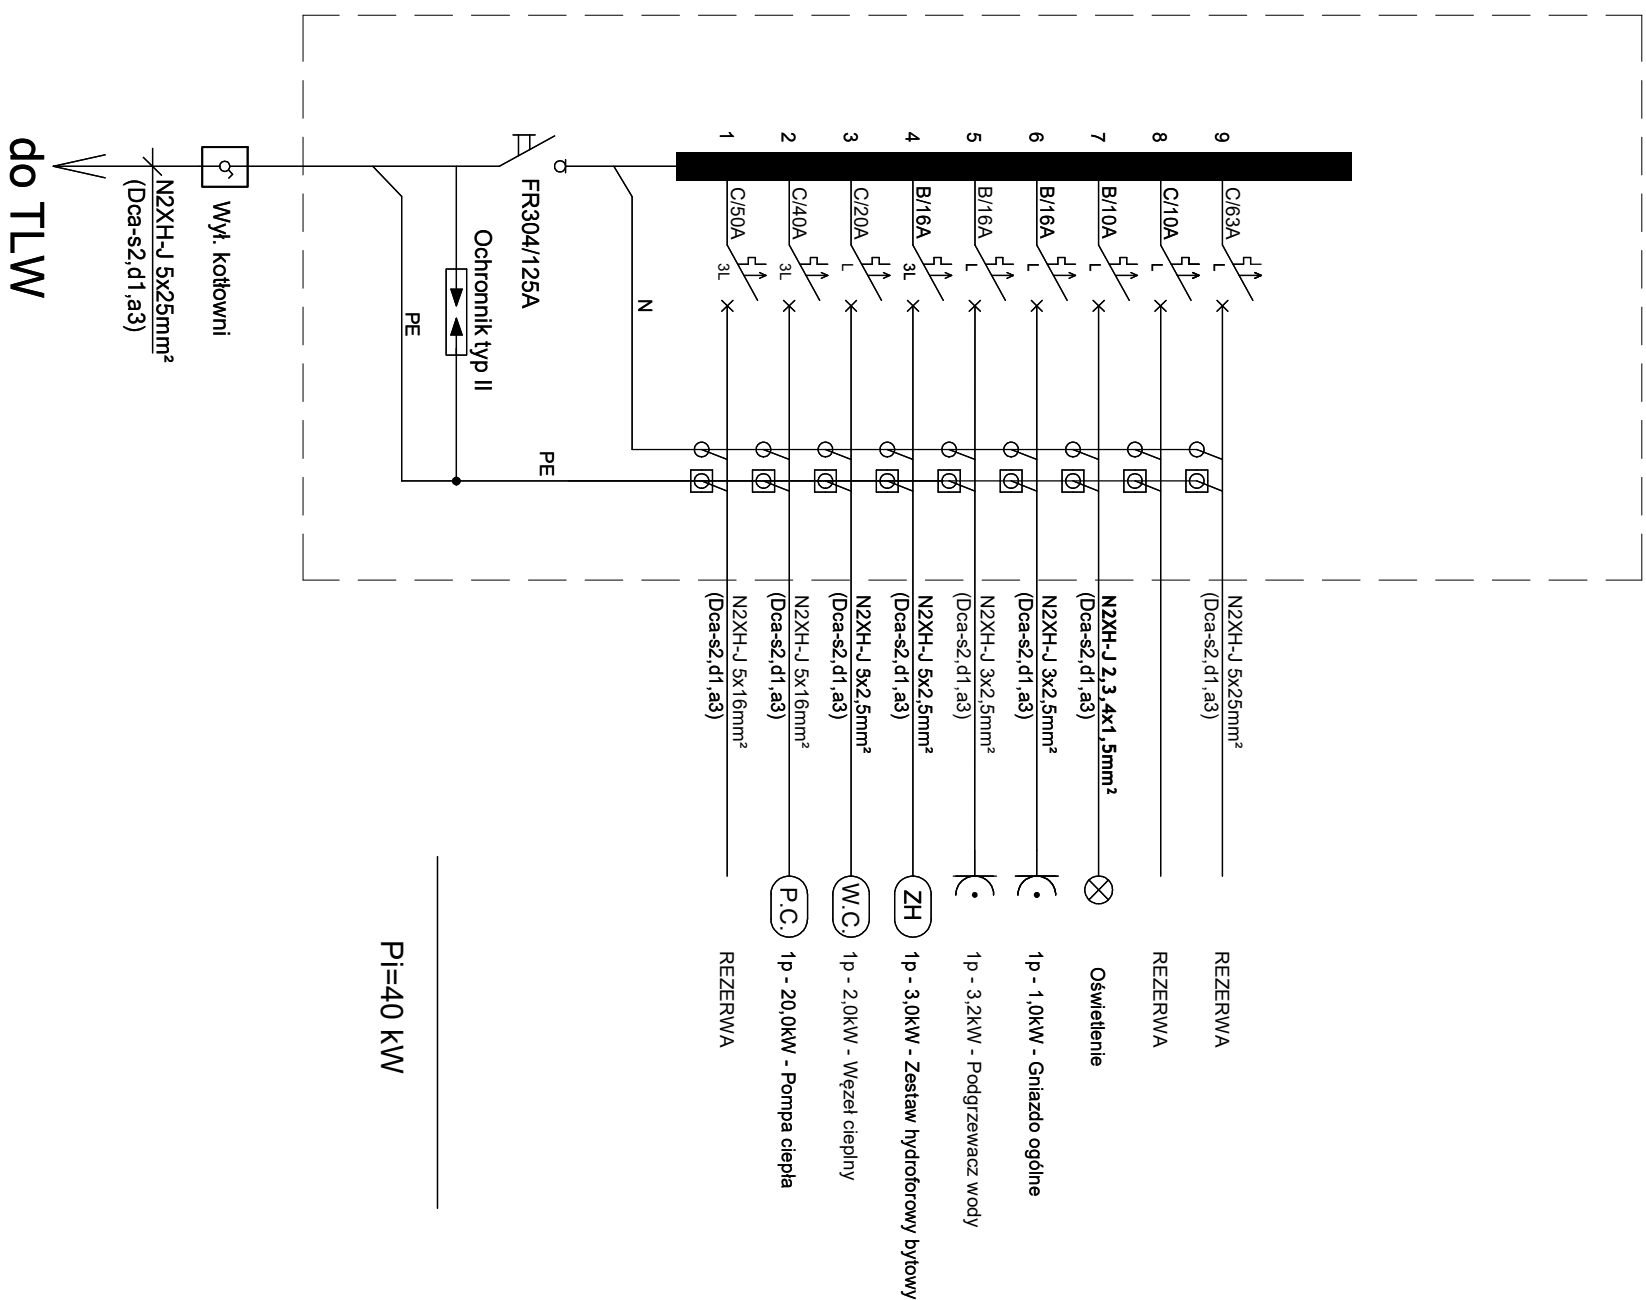 do TLW
N2XH-J 5x25mm²
(Dca-s2,d1,a3)
Wył. kotłowni
FR304/125A
Ochronnik typ II
PE
PE
N
1
C/50A
3L
N2XH-J 5x16mm²
(Dca-s2,d1,a3)
REZERWA
2
C/40A
3L
N2XH-J 5x16mm²
(Dca-s2,d1,a3)
P.C.
1p - 20,0kW - Pompa ciepła
3
C/20A
L
N2XH-J 5x2,5mm²
(Dca-s2,d1,a3)
W.C.
1p - 2,0kW - Węzeł cieplny
4
B/16A
3L
N2XH-J 5x2,5mm²
(Dca-s2,d1,a3)
ZH
1p - 3,0kW - Zestaw hydroforowy bytowy
5
B/16A
L
N2XH-J 3x2,5mm²
(Dca-s2,d1,a3)
1p - 3,2kW - Podgrzewacz wody
6
B/16A
L
N2XH-J 3x2,5mm²
(Dca-s2,d1,a3)
1p - 1,0kW - Gniazdo ogólne
7
B/10A
L
N2XH-J 2,3,4x1,5mm²
(Dca-s2,d1,a3)
Oświetlenie
8
C/10A
L
REZERWA
9
C/63A
L
N2XH-J 5x25mm²
(Dca-s2,d1,a3)
REZERWA
Pi=40 kW